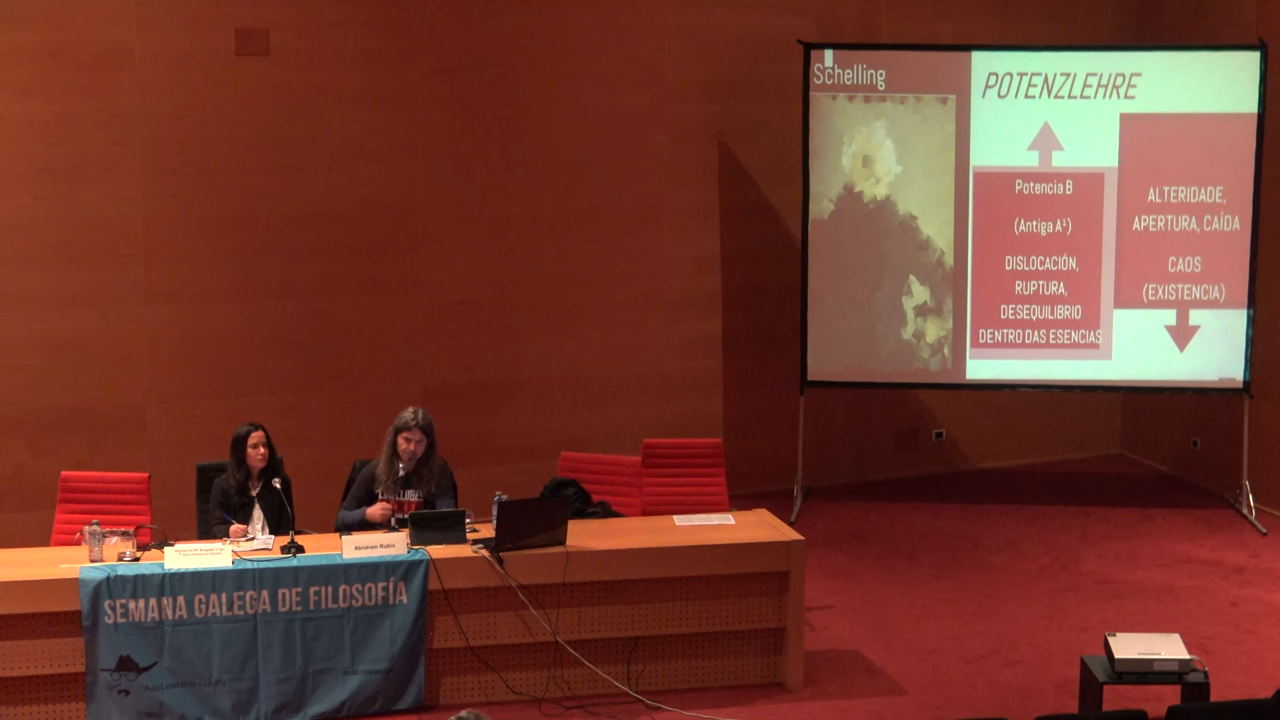 Schelling
POTENZLEHRE
Potencia B
(Antiga A¹)
DISLOCACIÓN,
RUPTURA,
DESEQUILIBRIO
DENTRO DAS ESENCIAS
ALTERIDADE,
APERTURA, CAÍDA
CAOS
(EXISTENCIA)
Abraham Rubín
SEMANA GALEGA DE FILOSOFÍA